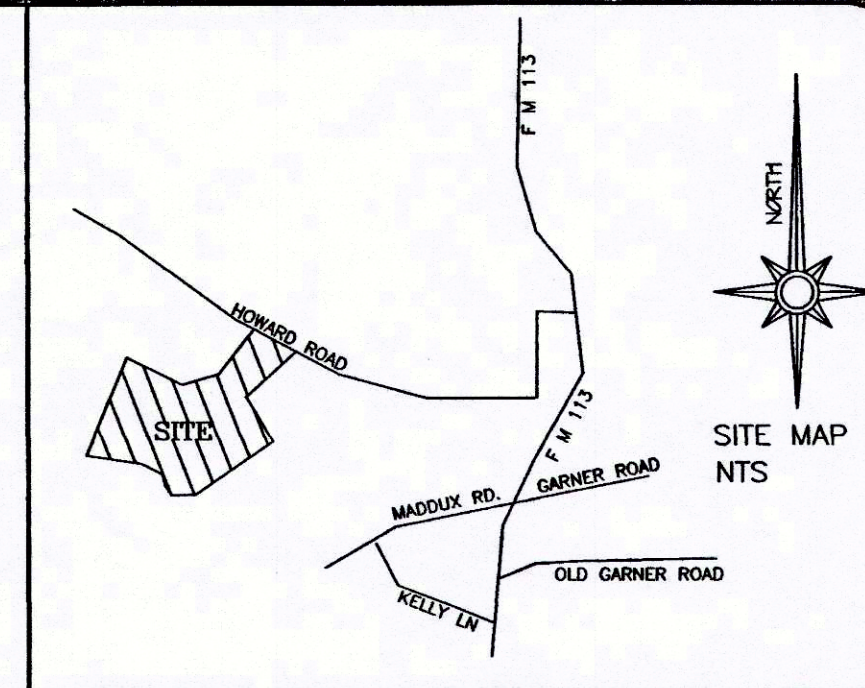 F M 113
NORTH
HOWARD ROAD
SITE
F M 113
SITE MAP
NTS
GARNER ROAD
MADDUX RD.
OLD GARNER ROAD
KELLY LN